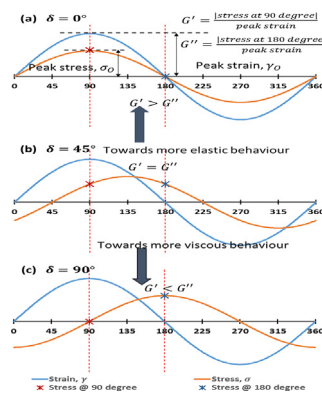 (a) δ = 0°
G′ = |stress at 90 degree| / peak strain
G″ = |stress at 180 degree| / peak strain
Peak stress, σ_O
Peak strain, γ_O
0 45 90 135 180 225 270 315 360
G′ > G″
Towards more elastic behaviour
(b) δ = 45°
G′ = G″
0 45 90 135 180 225 270 315 360
Towards more viscous behaviour
(c) δ = 90°
G′ < G″
0 45 90 135 180 225 270 315 360
Strain, γ
Stress, σ
Stress @ 90 degree
Stress @ 180 degree